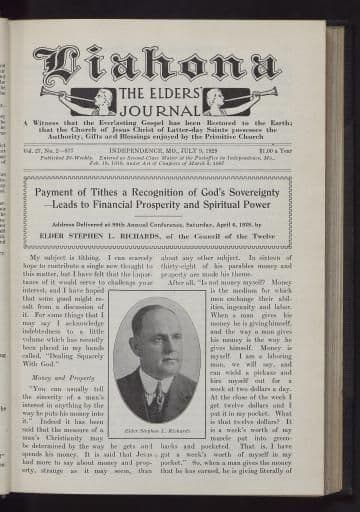 Liahona
THE ELDERS'
JOURNAL
A Witness that the Everlasting Gospel has been Restored to the Earth;
that the Church of Jesus Christ of Latter-day Saints possesses the
Authority, Gifts and Blessings enjoyed by the Primitive Church
Vol. 27, No. 2—877 INDEPENDENCE, MO., JULY 9, 1929 $1.00 a Year
Published Bi-Weekly. Entered as Second-Class Matter at the Postoffice in Independence, Mo.,
Feb. 19, 1910, under Act of Congress of March 3, 1897
Payment of Tithes a Recognition of God's Sovereignty
—Leads to Financial Prosperity and Spiritual Power
Address Delivered at 99th Annual Conference, Saturday, April 6, 1929, by
ELDER STEPHEN L. RICHARDS, of the Council of the Twelve
My subject is tithing. I can scarcely
hope to contribute a single new thought to
this matter, but I have felt that the impor-
tance of it would serve to challenge your
interest, and I have hoped
that some good might re-
sult from a discussion of
it. For some things that I
may say I acknowledge
indebtedness to a little
volume which has recently
been placed in my hands
called, "Dealing Squarely
With God."
Money and Property
"You can usually tell
the sincerity of a man's
interest in anything by the
way he puts his money into
it." Indeed it has been
said that the measure of a
man's Christianity may
be determined by the way he gets and
spends his money. It is said that Jesus
had more to say about money and prop-
erty, strange as it may seem, than
Elder Stephen L. Richards
about any other subject. In sixteen of
thirty-eight of his parables money and
property are made his theme.
After all, "Is not money myself? Money
is the medium for which
men exchange their abil-
ities, ingenuity and labor.
When a man gives his
money he is giving himself,
and the way a man gives
his money is the way he
gives himself. Money is
myself. I am a laboring
man, we will say, and
can wield a pickaxe and
hire myself out for a
week at two dollars a day.
At the close of the week I
get twelve dollars and I
put it in my pocket. What
is that twelve dollars? It
is a week's worth of my
muscle put into green-
backs and pocketed. That is, I have
got a week's worth of myself in my
pocket." So, when a man gives the money
that he has earned, he is giving literally of